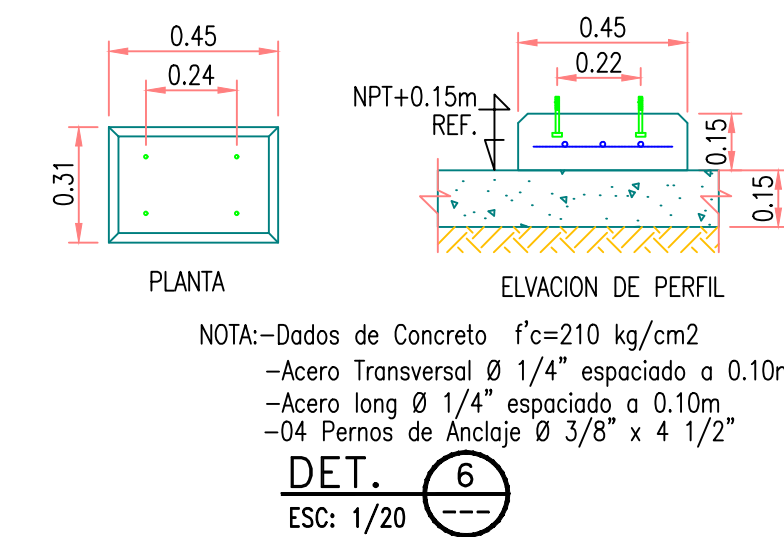 0.45
0.24
0.31
PLANTA
0.45
0.22
NPT+0.15m
REF.
0.15
0.15
ELVACION DE PERFIL
NOTA:-Dados de Concreto f'c=210 kg/cm2
-Acero Transversal Ø 1/4" espaciado a 0.10
-Acero long Ø 1/4" espaciado a 0.10m
-04 Pernos de Anclaje Ø 3/8" x 4 1/2"
DET. 6
ESC: 1/20 ---